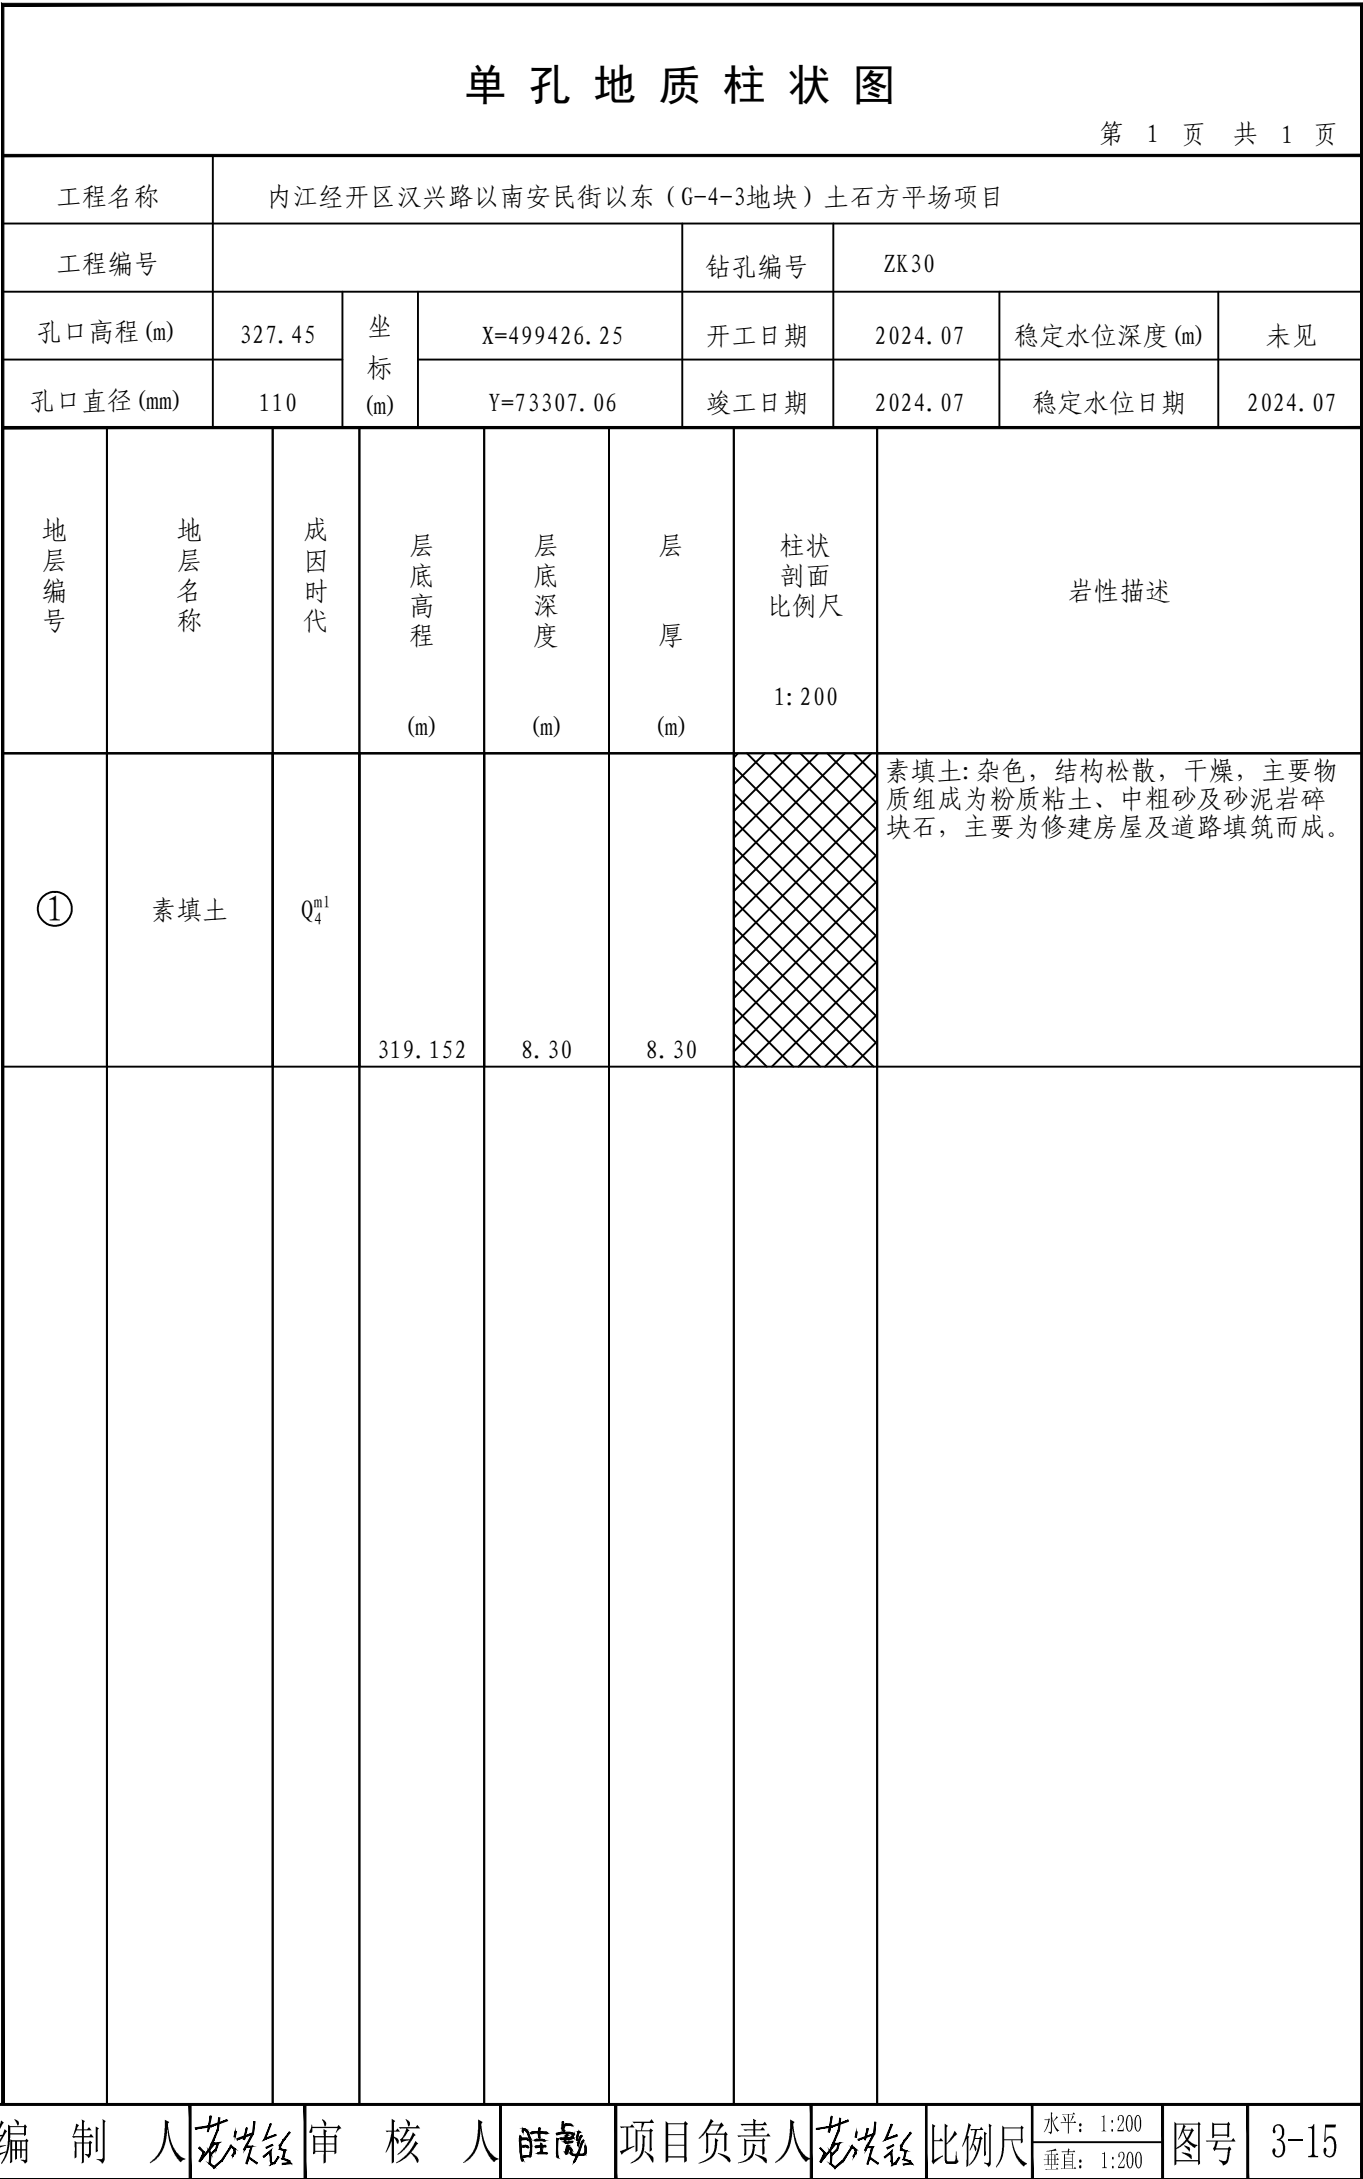 单孔地质柱状图
第 1 页 共 1 页
工程名称 内江经开区汉兴路以南安民街以东（G-4-3地块）土石方平场项目
工程编号 钻孔编号 ZK30
孔口高程(m) 327.45 坐标(m) X=499426.25 开工日期 2024.07 稳定水位深度(m) 未见
孔口直径(mm) 110 Y=73307.06 竣工日期 2024.07 稳定水位日期 2024.07
地层编号 地层名称 成因时代 层底高程(m) 层底深度(m) 层厚(m) 柱状剖面比例尺 1:200 岩性描述
素填土:杂色，结构松散，干燥，主要物
质组成为粉质粘土、中粗砂及砂泥岩碎
块石，主要为修建房屋及道路填筑而成。
① 素填土 Q₄ᵐˡ
319.152 8.30 8.30
编制人 审核人 项目负责人 比例尺 水平: 1:200 图号 3-15
垂直: 1:200